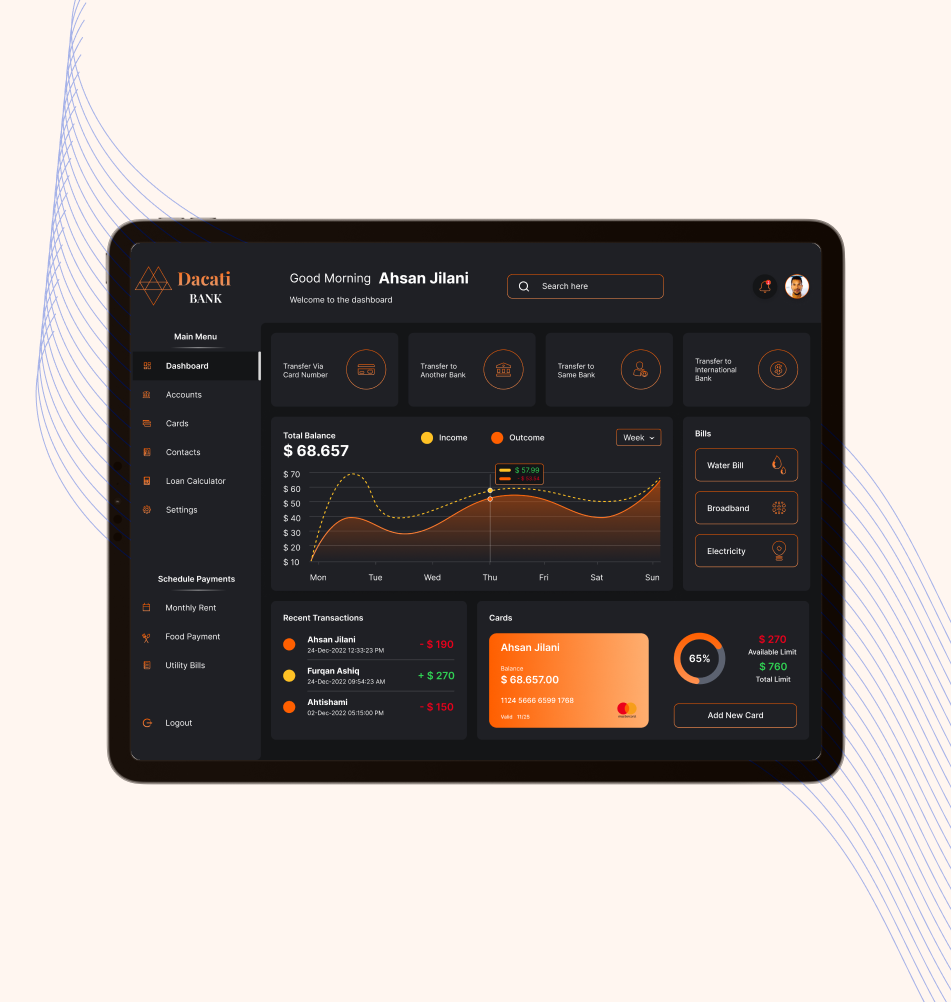 Dacati
BANK
Good Morning Ahsan Jilani
Welcome to the dashboard
Search here
Main Menu
Dashboard
Accounts
Cards
Contacts
Loan Calculator
Settings
Schedule Payments
Monthly Rent
Food Payment
Utility Bills
Logout
Transfer Via
Card Number
Transfer to
Another Bank
Transfer to
Same Bank
Transfer to
International
Bank
Total Balance
$ 68.657
Income
Outcome
Week
$ 57.99
$ 70
$ 60
$ 50
$ 40
$ 30
$ 20
$ 10
Mon
Tue
Wed
Thu
Fri
Sat
Sun
Bills
Water Bill
Broadband
Electricity
Recent Transactions
Ahsan Jilani
24-Dec-2022 12:33:23 PM
- $ 190
Furqan Ashiq
24-Dec-2022 09:54:23 AM
+ $ 270
Ahtishami
02-Dec-2022 05:15:00 PM
- $ 150
Cards
Ahsan Jilani
Balance
$ 68.657.00
1124 5666 6599 1768
Valid 11/25
mastercard
65%
$ 270
Available Limit
$ 760
Total Limit
Add New Card